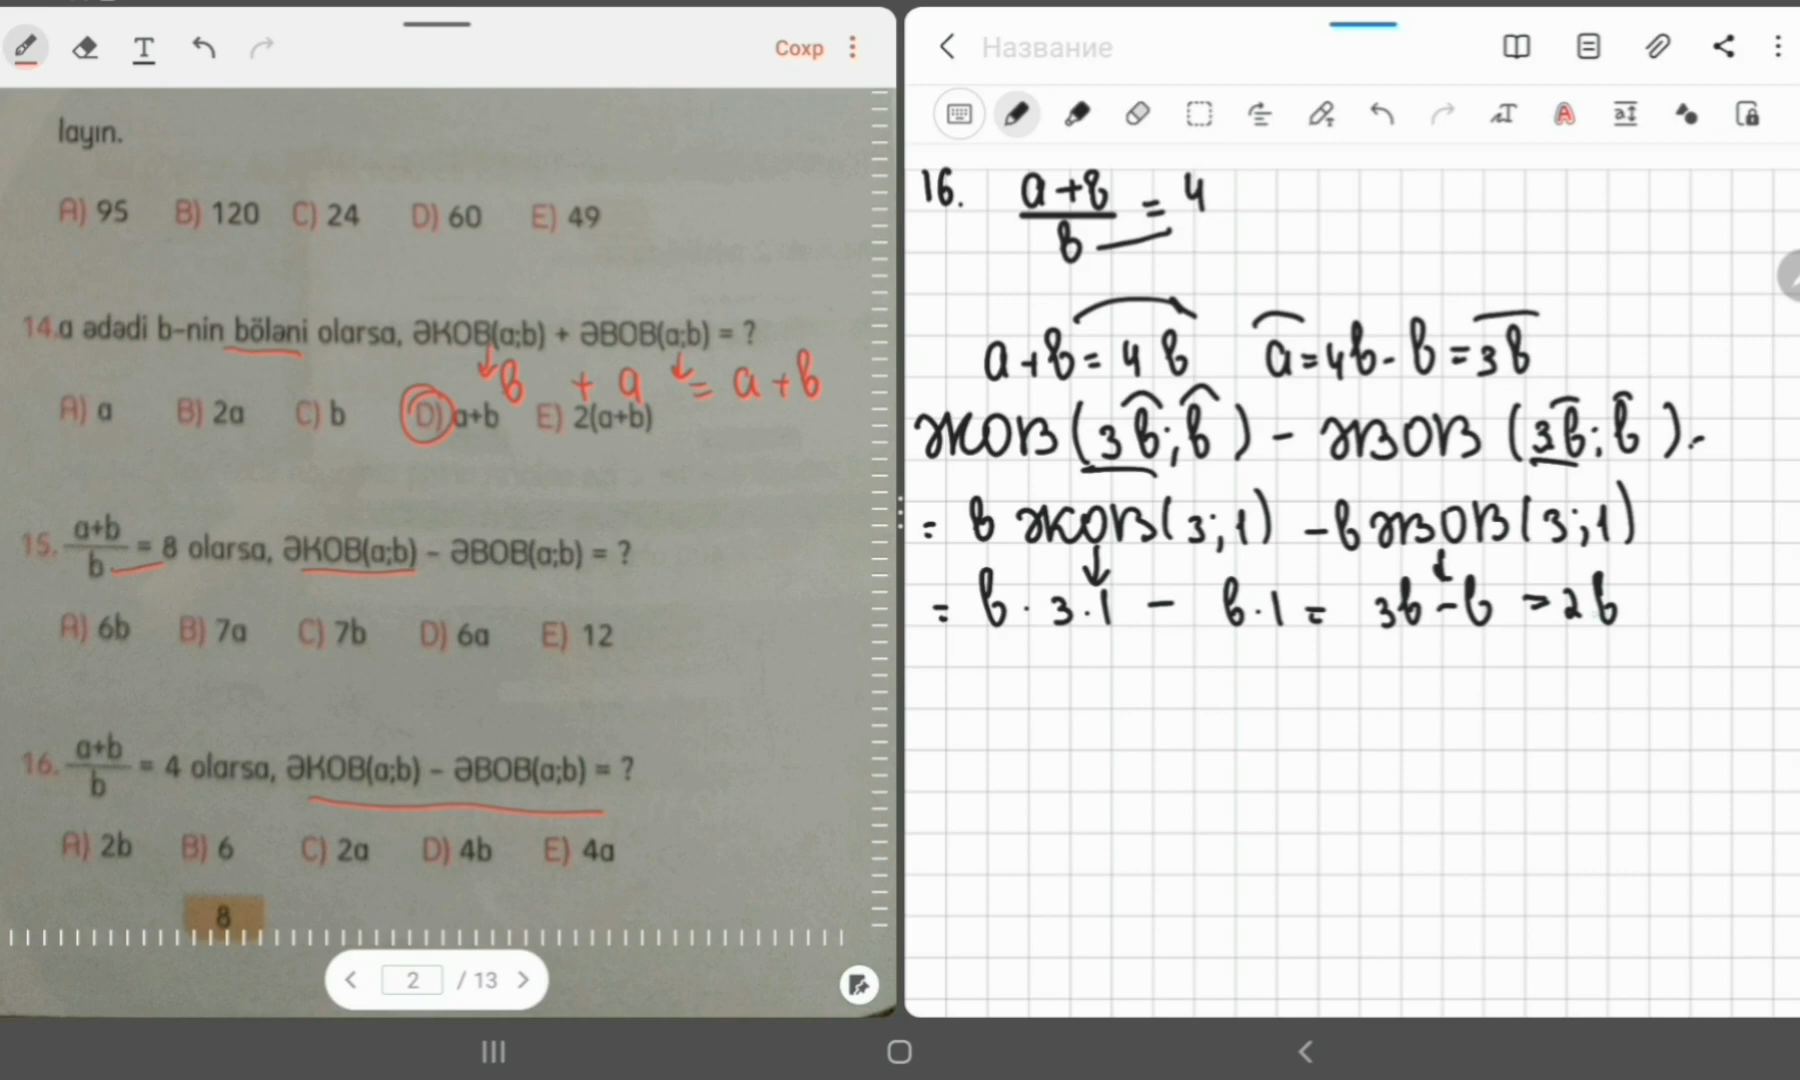 Сохр
layın.
A) 95 B) 120 C) 24 D) 60 E) 49
14.a ədədi b-nin böləni olarsa, ƏKOB(a;b) + ƏBOB(a;b) = ?
b + a = a + b
A) a B) 2a C) b D) a+b E) 2(a+b)
15. a+b/b = 8 olarsa, ƏKOB(a;b) - ƏBOB(a;b) = ?
A) 6b B) 7a C) 7b D) 6a E) 12
16. a+b/b = 4 olarsa, ƏKOB(a;b) - ƏBOB(a;b) = ?
A) 2b B) 6 C) 2a D) 4b E) 4a
8
2 / 13
Название
16. a+b/b = 4
a+b=4b a=4b-b=3b
ƏKOB(3b;b) - ƏBOB(3b;b) =
= b ƏKOB(3;1) - b ƏBOB(3;1)
= b·3·1 - b·1 = 3b-b = 2b